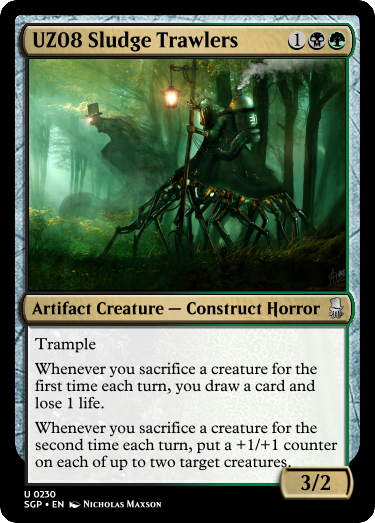 UZ08 Sludge Trawlers 1
Artifact Creature — Construct Horror
Trample
Whenever you sacrifice a creature for the
first time each turn, you draw a card and
lose 1 life.
Whenever you sacrifice a creature for the
second time each turn, put a +1/+1 counter
on each of up to two target creatures.
3/2
U 0230
SGP • EN Nicholas Maxson